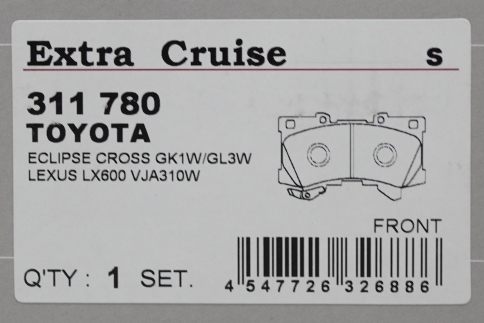 Extra Cruise s
311 780
TOYOTA
ECLIPSE CROSS GK1W/GL3W
LEXUS LX600 VJA310W
FRONT
Q'TY : 1 SET.
4 547726 326886